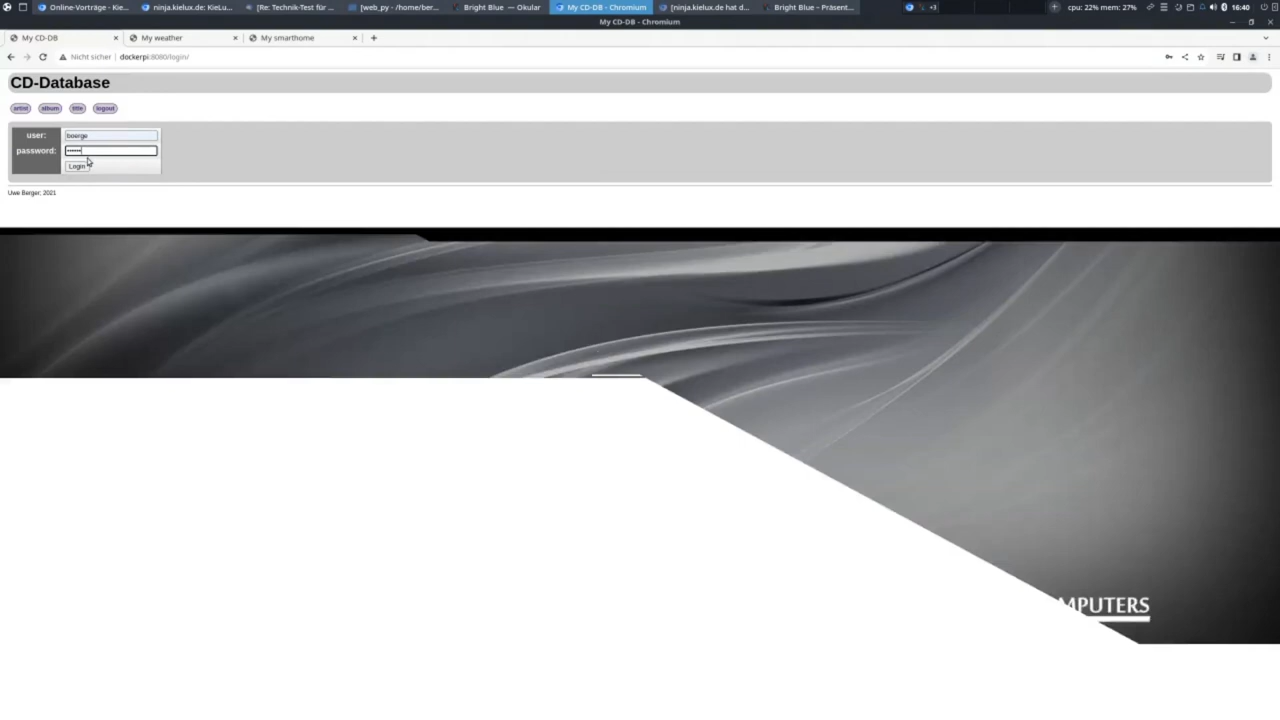 Online-Vorträge - Kie... ninja.kielux.de: KieLu... [Re: Technik-Test für ... [web_py - /home/ber... Bright Blue — Okular My CD-DB - Chromium [ninja.kielux.de hat d... Bright Blue – Präsent... +3 cpu: 22% mem: 27% 16:40
My CD-DB - Chromium
My CD-DB My weather My smarthome
Nicht sicher dockerpi:8080/login/
CD-Database
artist album title logout
user: boerge
password: ••••••
Login
Uwe Berger, 2021
MPUTERS